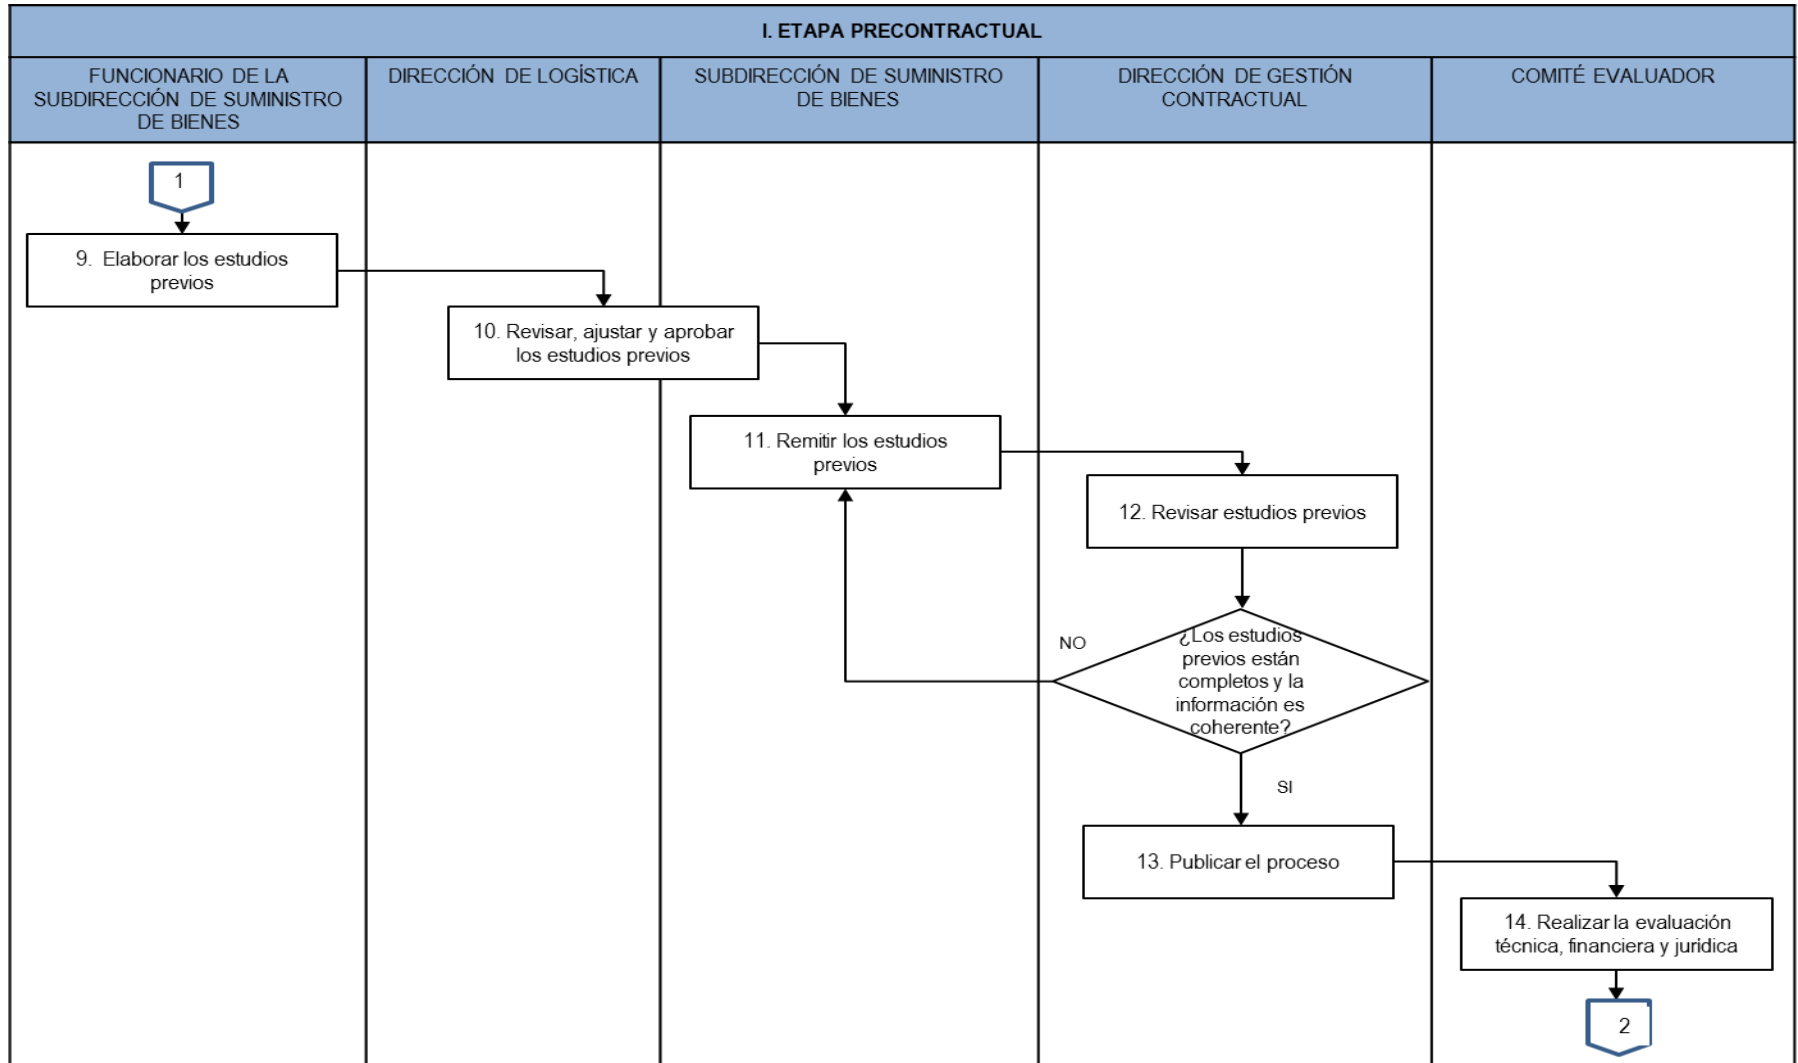 I. ETAPA PRECONTRACTUAL
FUNCIONARIO DE LA
SUBDIRECCIÓN DE SUMINISTRO
DE BIENES
DIRECCIÓN DE LOGÍSTICA
SUBDIRECCIÓN DE SUMINISTRO
DE BIENES
DIRECCIÓN DE GESTIÓN
CONTRACTUAL
COMITÉ EVALUADOR
1
9. Elaborar los estudios
previos
10. Revisar, ajustar y aprobar
los estudios previos
11. Remitir los estudios
previos
12. Revisar estudios previos
NO
¿Los estudios
previos están
completos y la
información es
coherente?
SI
13. Publicar el proceso
14. Realizar la evaluación
técnica, financiera y jurídica
2